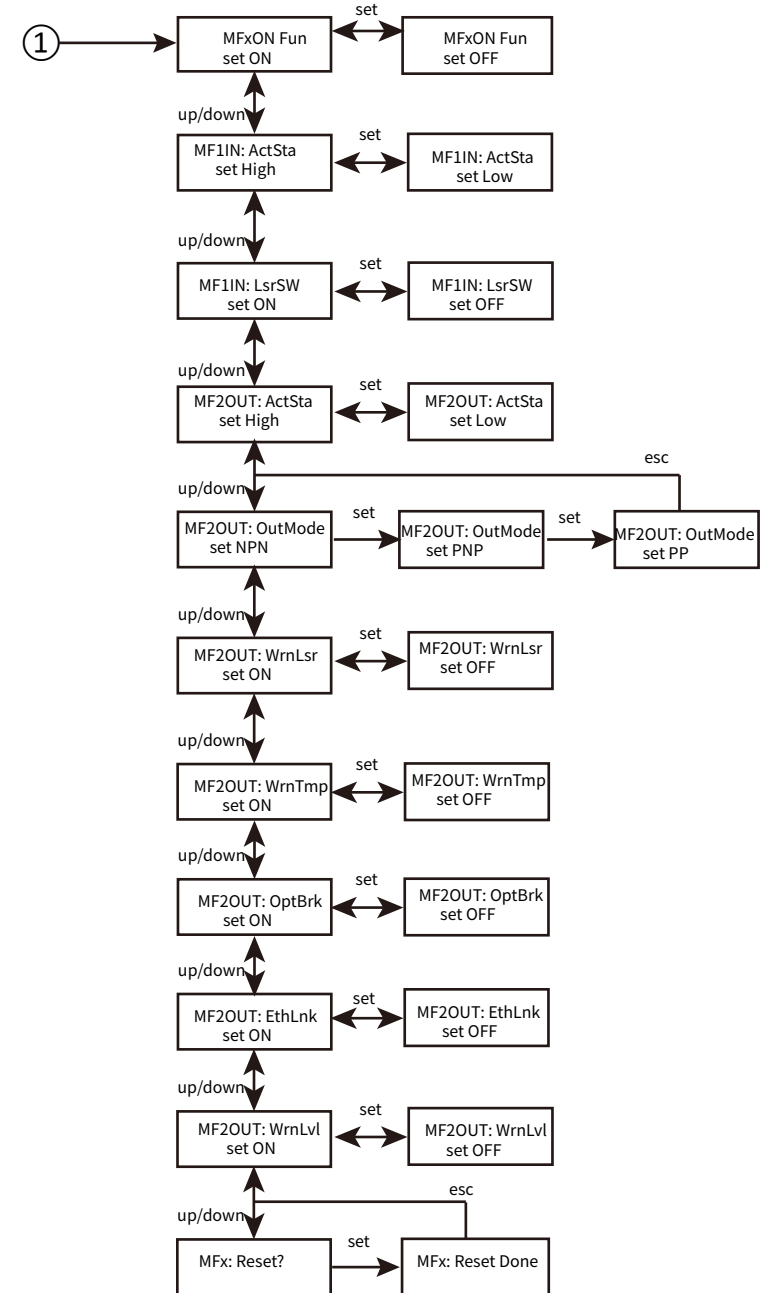 set
①
MFxON Fun
set ON
MFxON Fun
set OFF
up/down
set
MF1IN: ActSta
set High
MF1IN: ActSta
set Low
up/down
set
MF1IN: LsrSW
set ON
MF1IN: LsrSW
set OFF
up/down
set
MF2OUT: ActSta
set High
MF2OUT: ActSta
set Low
esc
up/down
set
set
MF2OUT: OutMode
set NPN
MF2OUT: OutMode
set PNP
MF2OUT: OutMode
set PP
up/down
set
MF2OUT: WrnLsr
set ON
MF2OUT: WrnLsr
set OFF
up/down
set
MF2OUT: WrnTmp
set ON
MF2OUT: WrnTmp
set OFF
up/down
set
MF2OUT: OptBrk
set ON
MF2OUT: OptBrk
set OFF
up/down
set
MF2OUT: EthLnk
set ON
MF2OUT: EthLnk
set OFF
up/down
set
MF2OUT: WrnLvl
set ON
MF2OUT: WrnLvl
set OFF
esc
up/down
set
MFx: Reset?
MFx: Reset Done